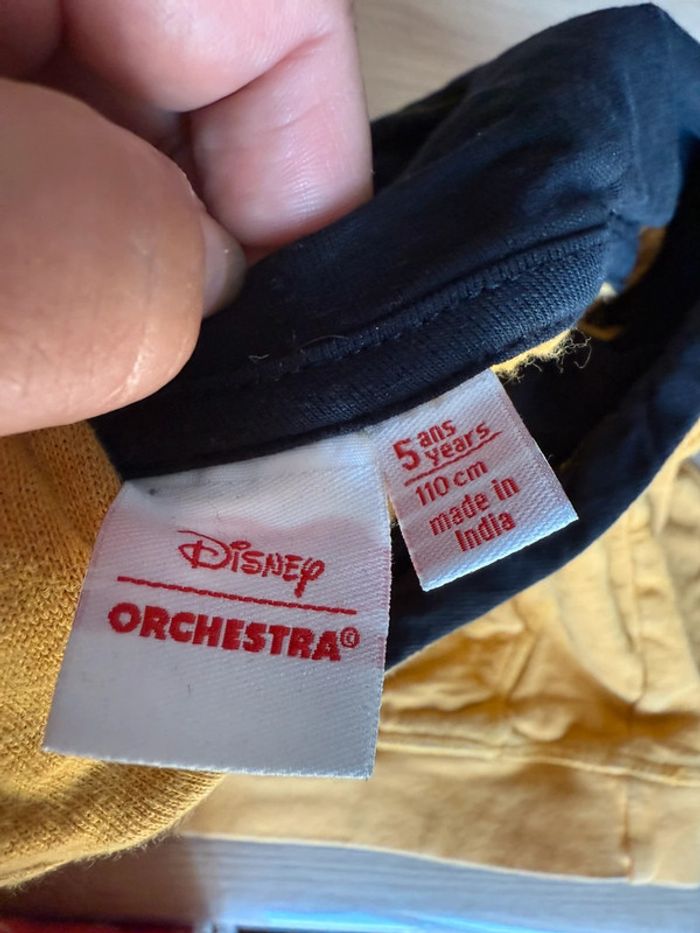 Disney
ORCHESTRA©
5 ans
years
110 cm
made in
India